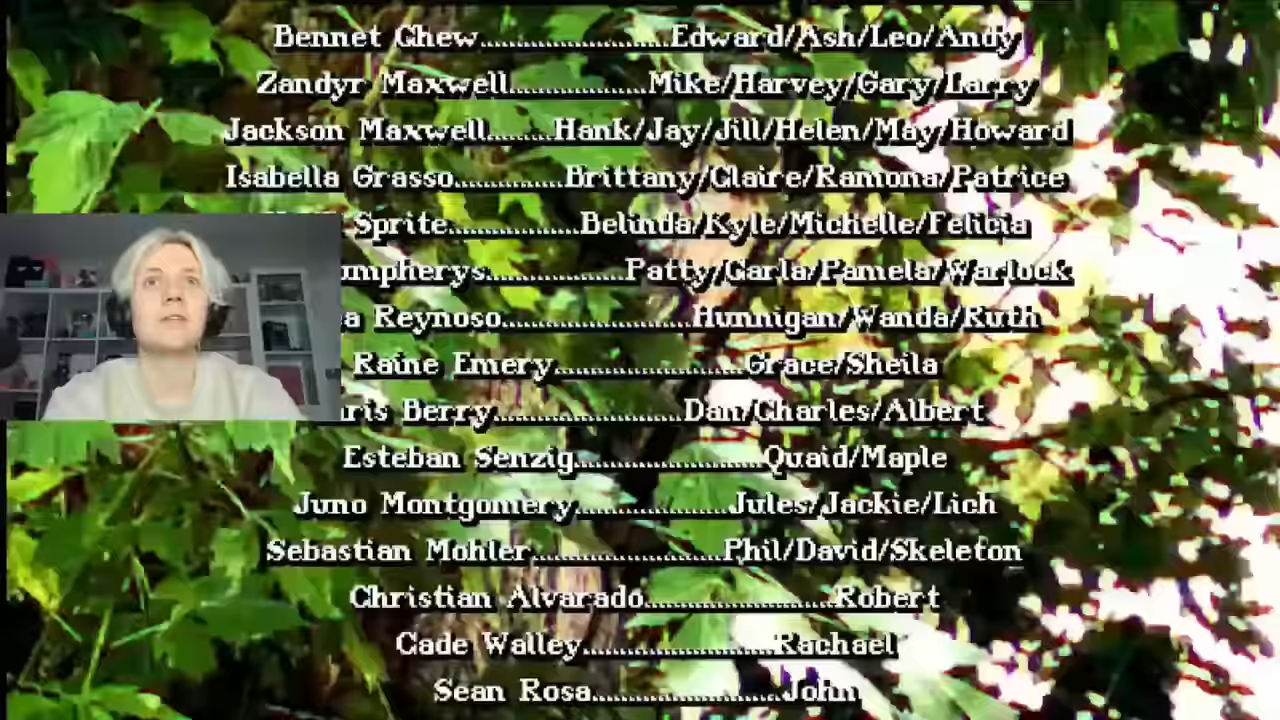 Bennet Chew......................Edward/Ash/Leo/Andy
Zandyr Maxwell................Mike/Harvey/Gary/Larry
Jackson Maxwell........Hank/Jay/Jill/Helen/May/Howard
Isabella Grasso.............Brittany/Claire/Ramona/Patrice
Sprite................Belinda/Kyle/Michelle/Felicia
umpherys................Patty/Carla/Pamela/Warlock
a Reynoso......................Hunnigan/Wanda/Ruth
Raine Emery......................Grace/Sheila
ris Berry......................Dan/Charles/Albert
Esteban Senzig......................Quaid/Maple
Juno Montgomery..................Jules/Jackie/Lich
Sebastian Mohler......................Phil/David/Skeleton
Christian Alvarado......................Robert
Cade Walley......................Rachael
Sean Rosa......................John